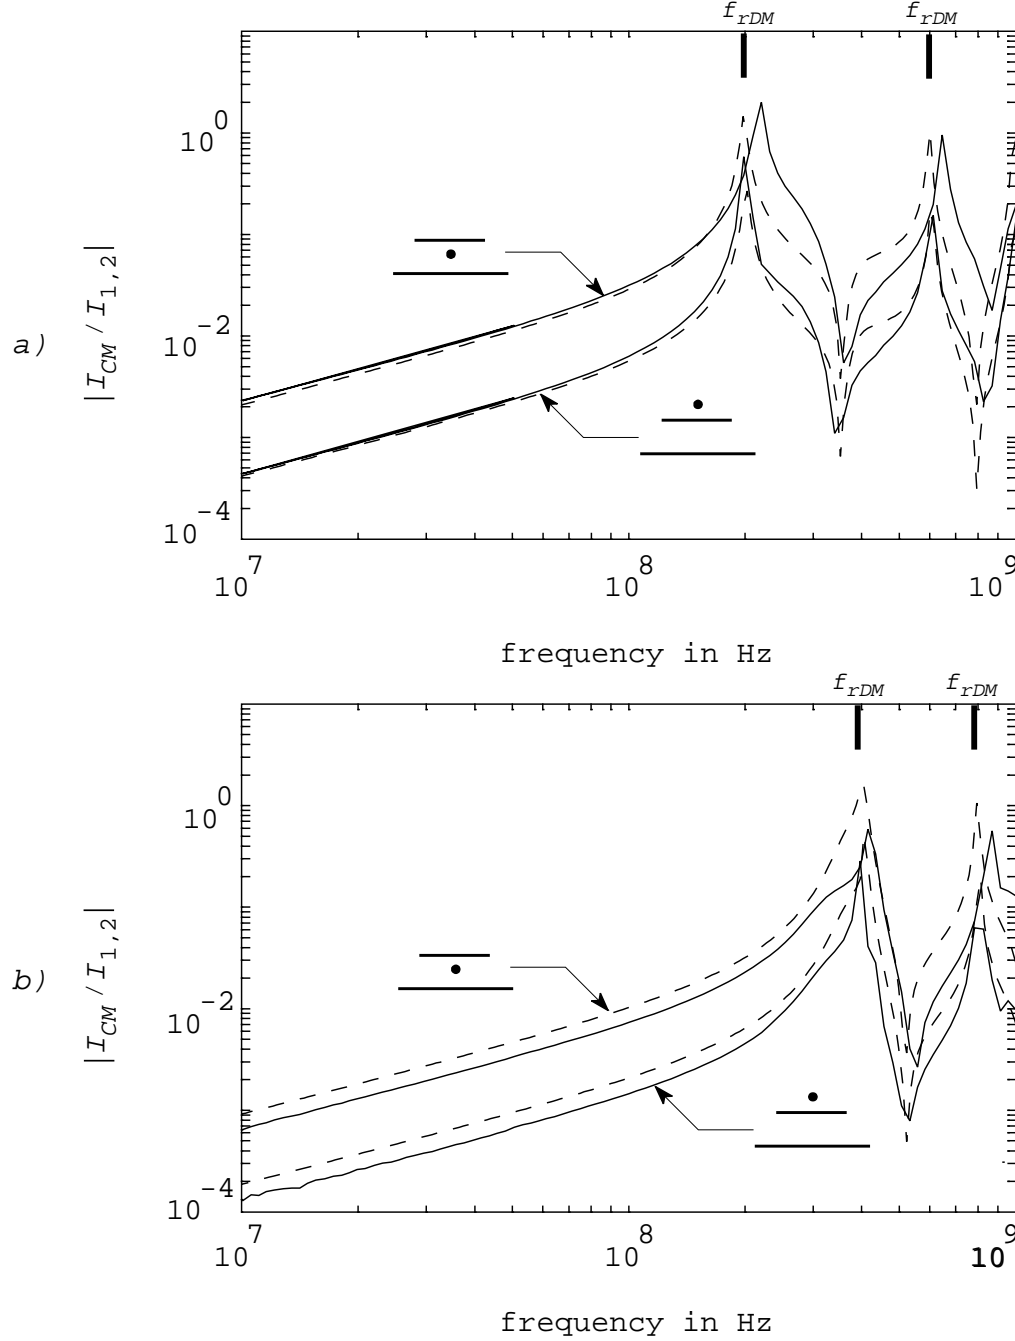 f_rDM f_rDM
10^0
|I_CM / I_1,2|
a)
10^-2
10^-4
10^7 10^8 10^9
frequency in Hz
f_rDM f_rDM
10^0
|I_CM / I_1,2|
b)
10^-2
10^-4
10^7 10^8 10^9
frequency in Hz